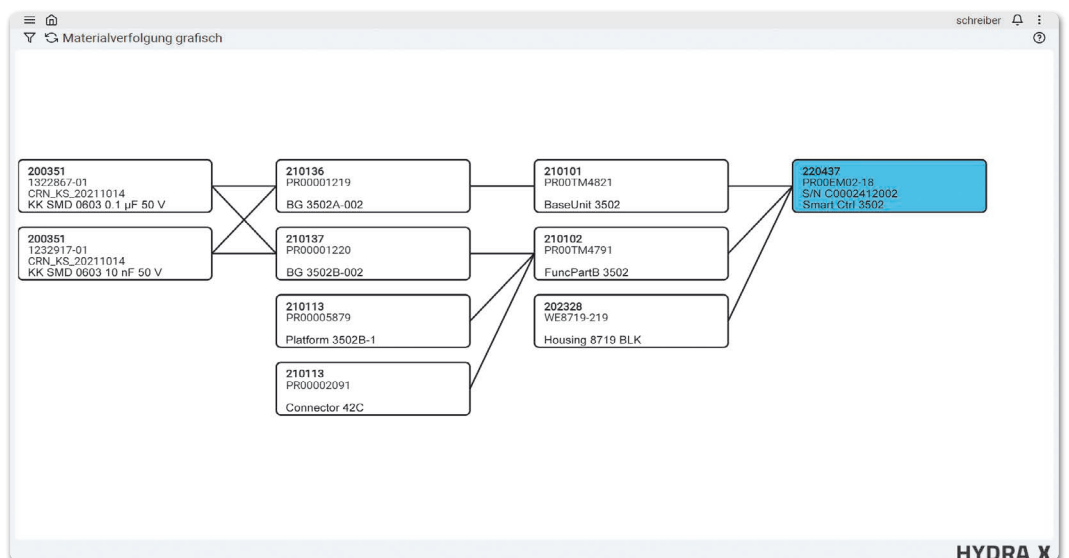 schreiber
Materialverfolgung grafisch
200351
1322867-01
CRN_KS_20211014
KK SMD 0603 0.1 µF 50 V
200351
1232917-01
CRN_KS_20211014
KK SMD 0603 10 nF 50 V
210136
PR00001219
BG 3502A-002
210137
PR00001220
BG 3502B-002
210113
PR00005879
Platform 3502B-1
210113
PR00002091
Connector 42C
210101
PR00TM4821
BaseUnit 3502
210102
PR00TM4791
FuncPartB 3502
202328
WE8719-219
Housing 8719 BLK
220437
PR00EM02-18
S/N C0002412002
Smart Ctrl 3502
HYDRA X